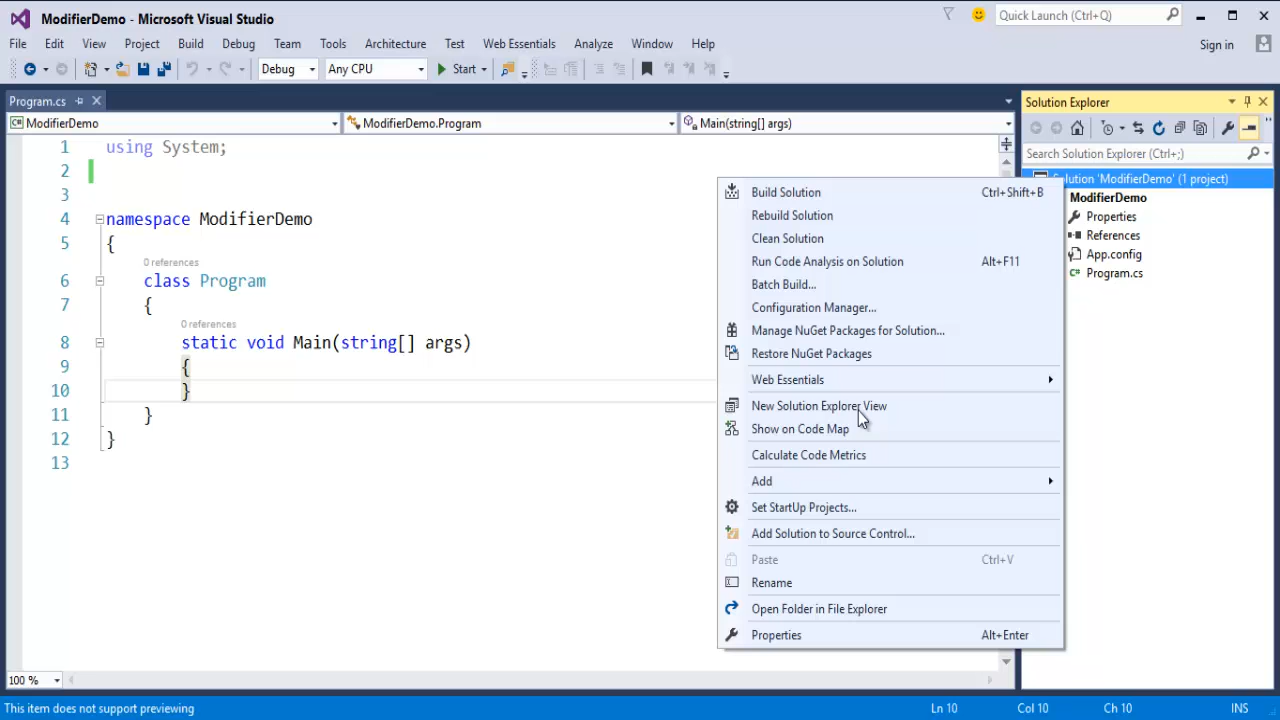 ModifierDemo - Microsoft Visual Studio
Quick Launch (Ctrl+Q)
File Edit View Project Build Debug Team Tools Architecture Test Web Essentials Analyze Window Help
Sign in
Debug Any CPU Start
Program.cs
ModifierDemo ModifierDemo.Program Main(string[] args)
1 using System;
2
3
4 namespace ModifierDemo
5 {
0 references
6 class Program
7 {
0 references
8 static void Main(string[] args)
9 {
10 }
11 }
12 }
13
Build Solution Ctrl+Shift+B
Rebuild Solution
Clean Solution
Run Code Analysis on Solution Alt+F11
Batch Build...
Configuration Manager...
Manage NuGet Packages for Solution...
Restore NuGet Packages
Web Essentials
New Solution Explorer View
Show on Code Map
Calculate Code Metrics
Add
Set StartUp Projects...
Add Solution to Source Control...
Paste Ctrl+V
Rename
Open Folder in File Explorer
Properties Alt+Enter
Solution Explorer
Search Solution Explorer (Ctrl+;)
Solution 'ModifierDemo' (1 project)
ModifierDemo
Properties
References
App.config
C# Program.cs
100 %
This item does not support previewing Ln 10 Col 10 Ch 10 INS